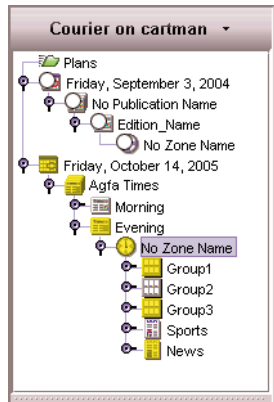 Courier on cartman
Plans
Friday, September 3, 2004
No Publication Name
Edition_Name
No Zone Name
Friday, October 14, 2005
Agfa Times
Morning
Evening
No Zone Name
Group1
Group2
Group3
Sports
News